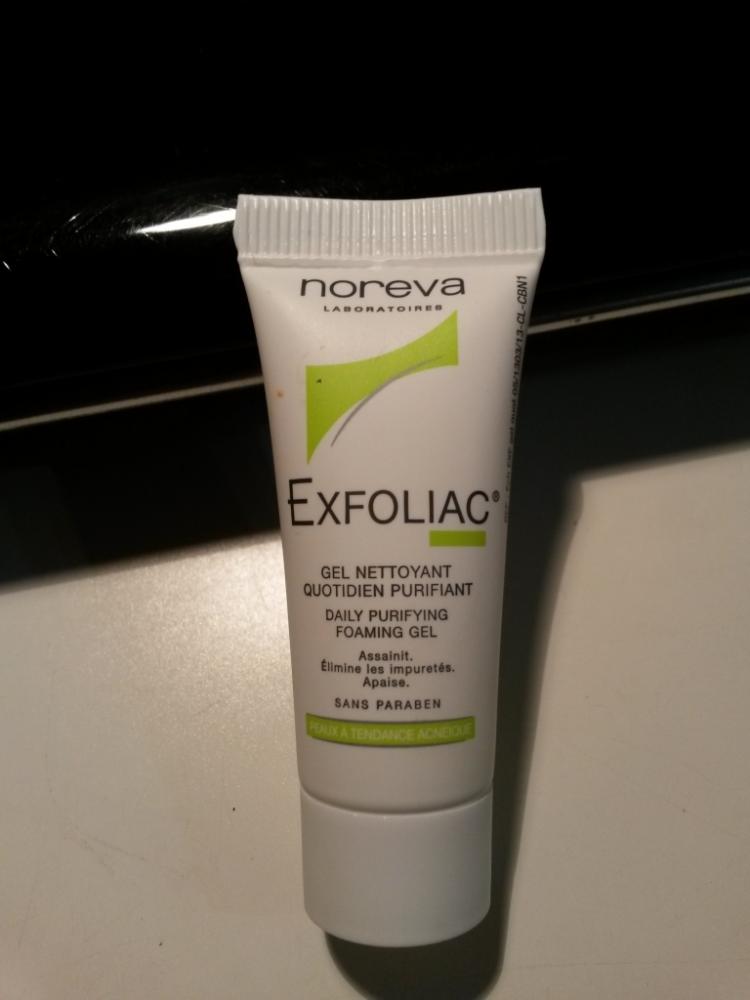 noreva
LABORATOIRES
EXFOLIAC®
GEL NETTOYANT
QUOTIDIEN PURIFIANT
DAILY PURIFYING
FOAMING GEL
Assainit.
Élimine les impuretés.
Apaise.
SANS PARABEN
PEAUX À TENDANCE ACNÉIQUE